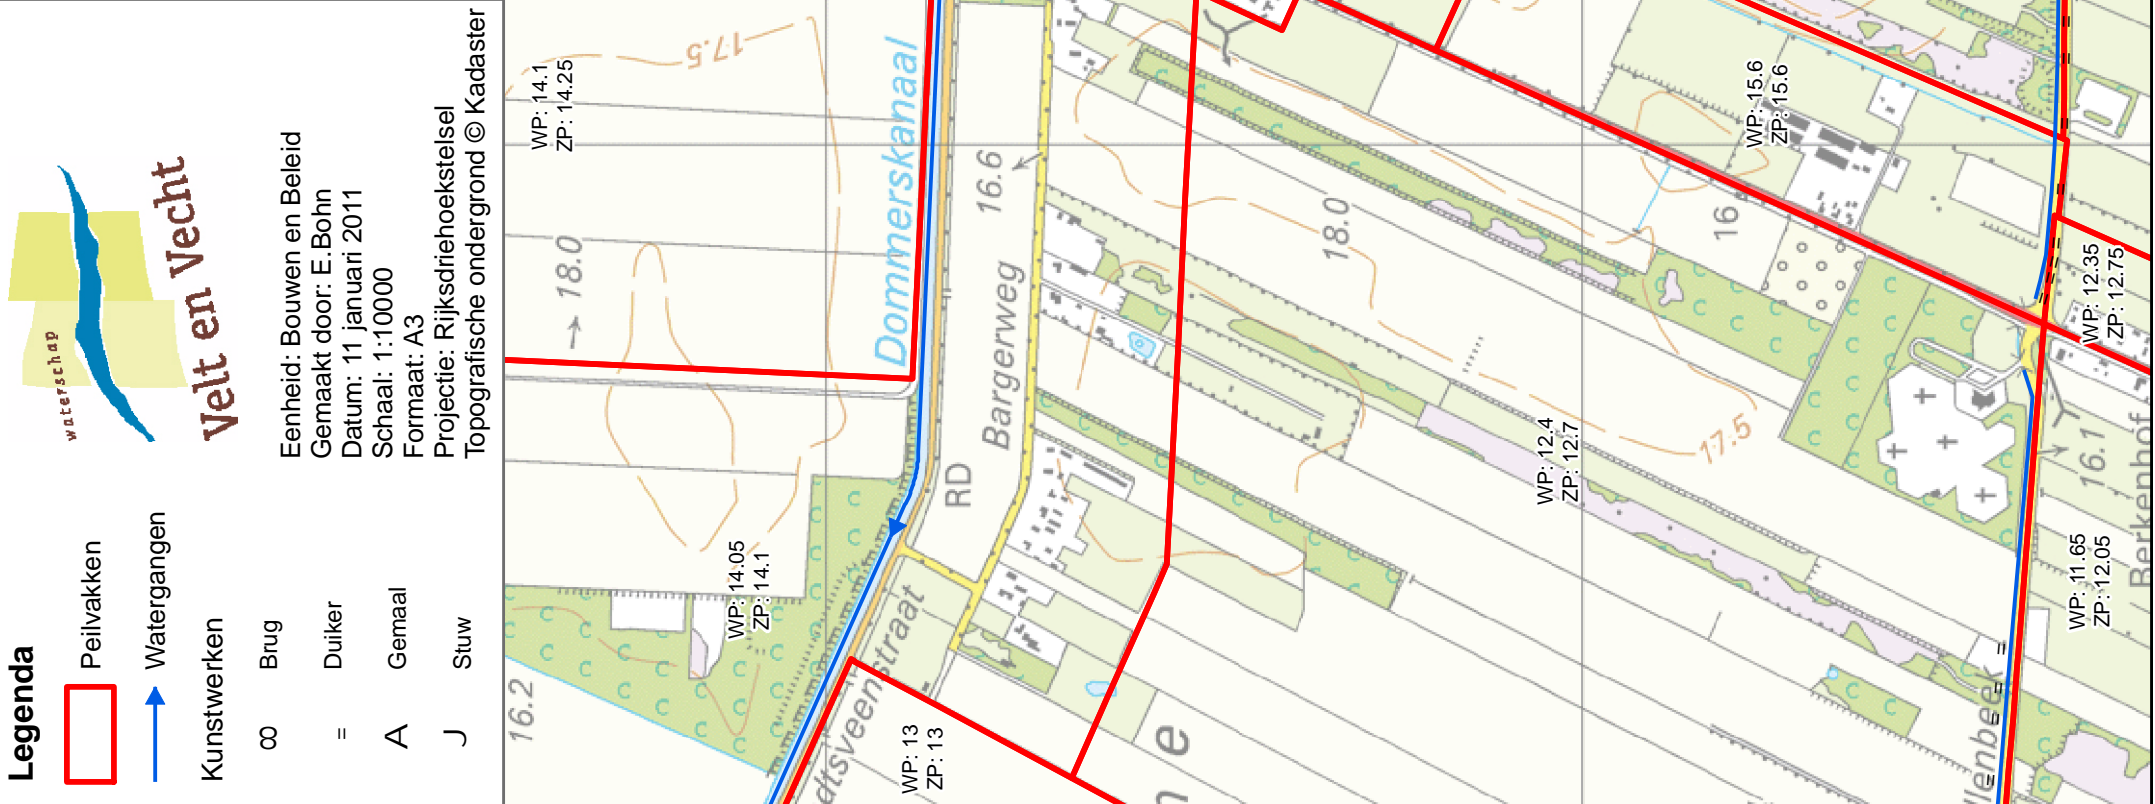 Legenda
Peilvakken
Watergangen
Kunstwerken
Brug
= Duiker
A Gemaal
J Stuw
waterschap
Velt en Vecht
Eenheid: Bouwen en Beleid
Gemaakt door: E.Bohn
Datum: 11 januari 2011
Schaal: 1:10000
Formaat: A3
Projectie: Rijksdriehoekstelsel
Topografische ondergrond © Kadaster
16.2
18.0
17.5
WP: 14.1
ZP: 14.25
WP: 14.05
ZP: 14.1
Dommerskanaal
dtsveenstraat
WP: 13
ZP: 13
RD
Bargerweg
16.6
n e
18.0
WP: 12.4
ZP: 12.7
17.5
16
WP: 15.6
ZP: 15.6
llenbeek
WP: 11.65
ZP: 12.05
16.1
WP: 12.35
ZP: 12.75
Berkenhof